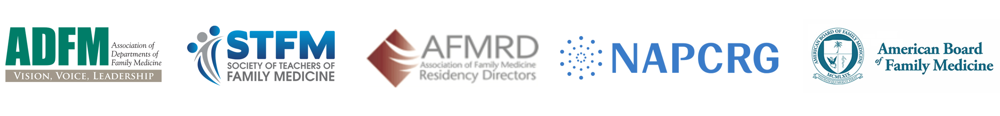 ADFM
Association of
Departments of
Family Medicine
VISION, VOICE, LEADERSHIP
STFM
SOCIETY OF TEACHERS OF
FAMILY MEDICINE
AFMRD
Association of Family Medicine
Residency Directors
NAPCRG
AMERICAN BOARD OF FAMILY MEDICINE
MCMLXIX
PALMAM QUI MERUIT FERAT
American Board
of Family Medicine